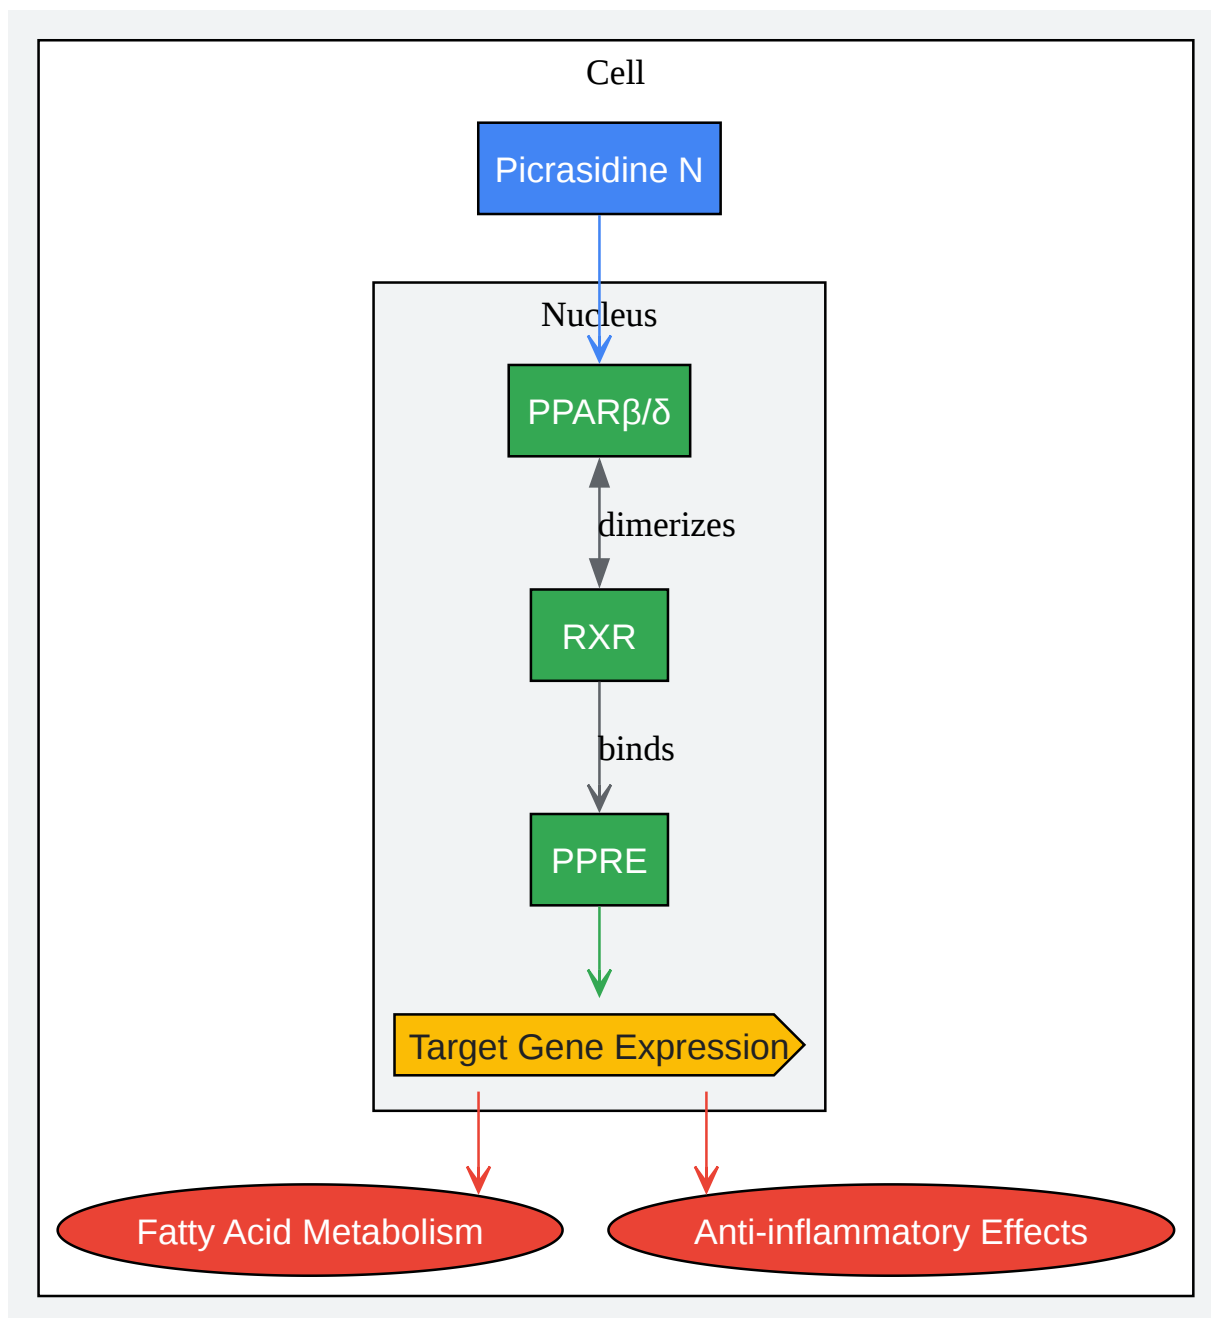 Cell
Picrasidine N
Nucleus
PPARβ/δ
dimerizes
RXR
binds
PPRE
Target Gene Expression
Fatty Acid Metabolism
Anti-inflammatory Effects